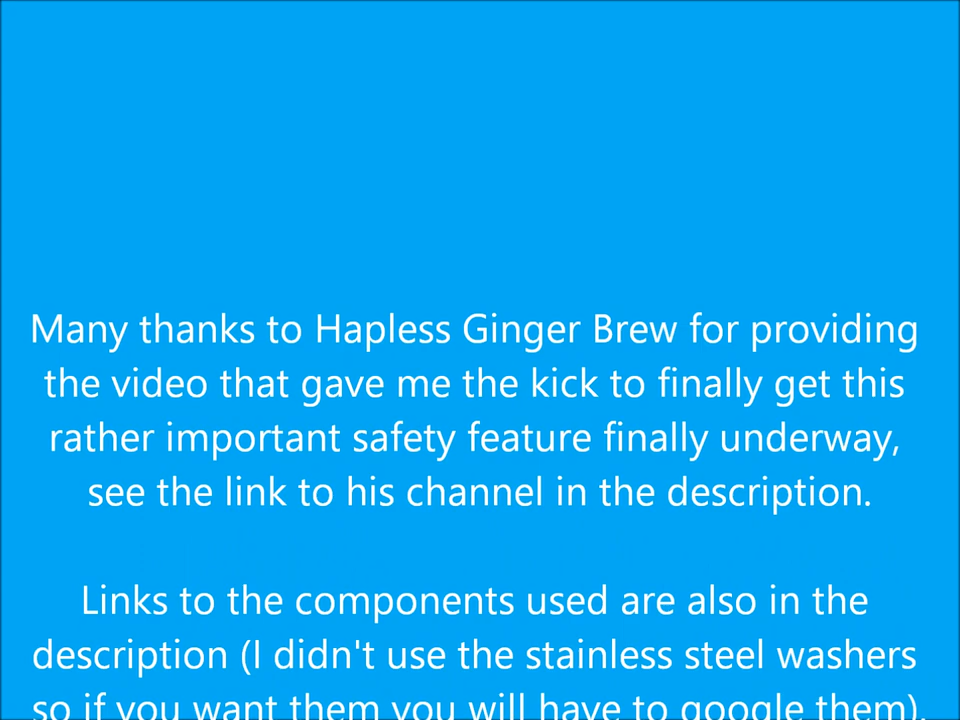 Many thanks to Hapless Ginger Brew for providing
the video that gave me the kick to finally get this
rather important safety feature finally underway,
see the link to his channel in the description.
Links to the components used are also in the
description (I didn't use the stainless steel washers
so if you want them you will have to google them)